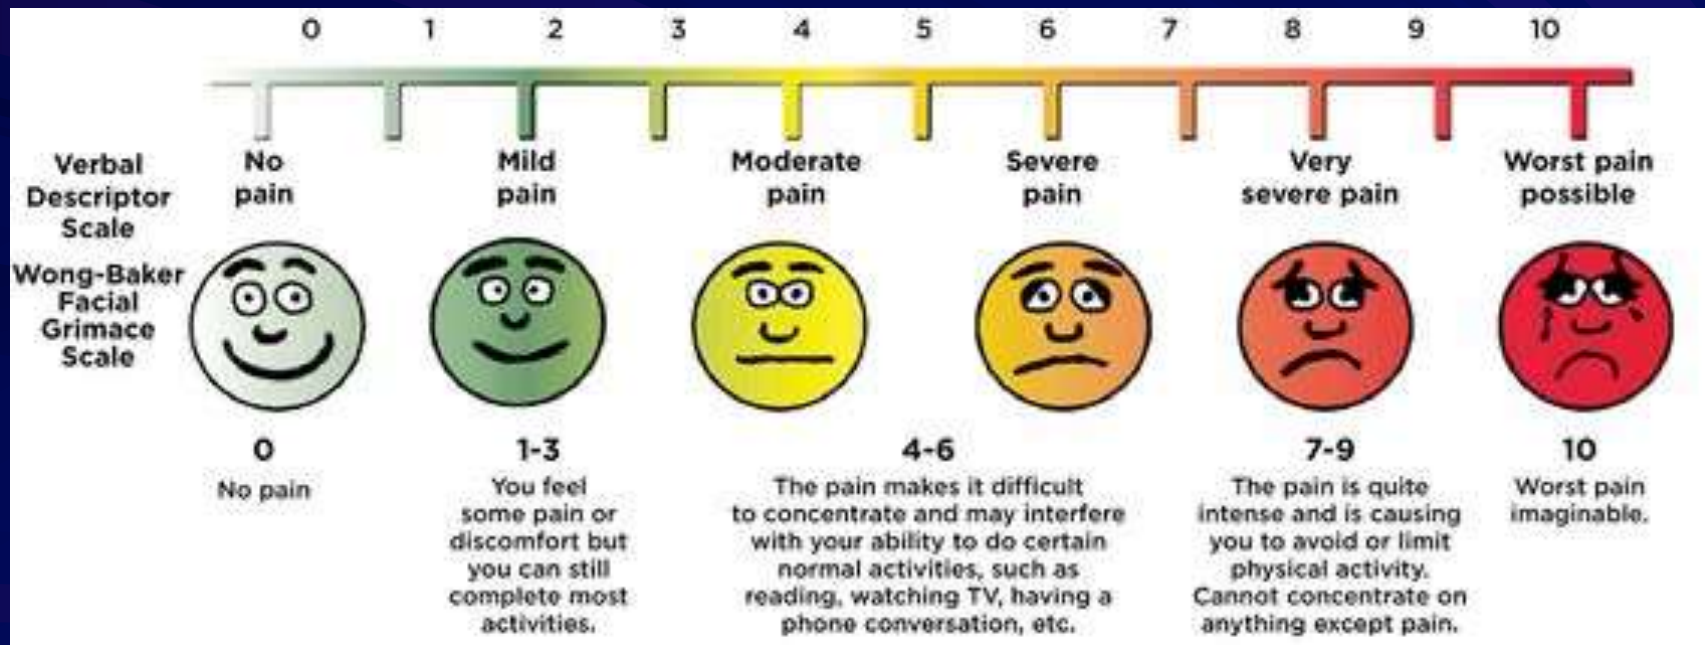 0 1 2 3 4 5 6 7 8 9 10
Verbal
Descriptor
Scale
No
pain
Mild
pain
Moderate
pain
Severe
pain
Very
severe pain
Worst pain
possible
Wong-Baker
Facial
Grimace
Scale
0
No pain
1-3
You feel
some pain or
discomfort but
you can still
complete most
activities.
4-6
The pain makes it difficult
to concentrate and may interfere
with your ability to do certain
normal activities, such as
reading, watching TV, having a
phone conversation, etc.
7-9
The pain is quite
intense and is causing
you to avoid or limit
physical activity.
Cannot concentrate on
anything except pain.
10
Worst pain
imaginable.